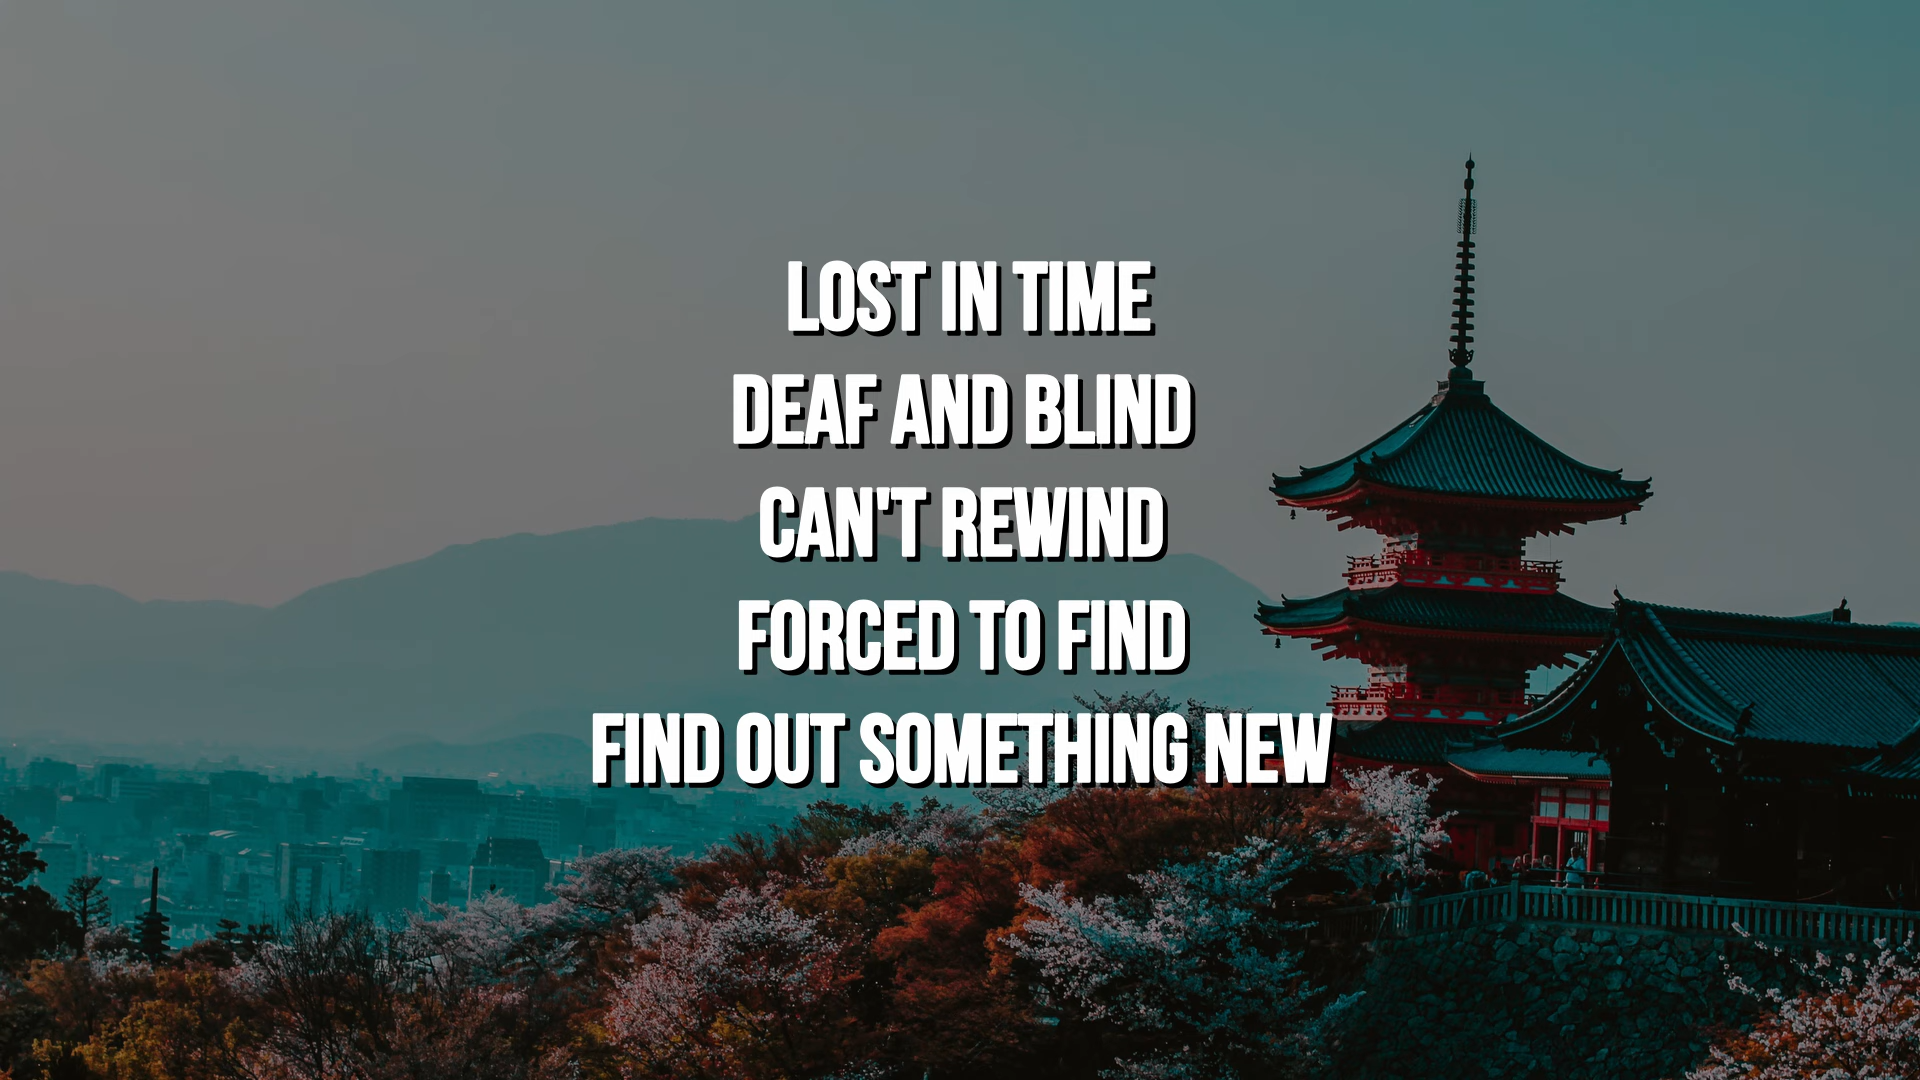 LOST IN TIME
DEAF AND BLIND
CAN'T REWIND
FORCED TO FIND
FIND OUT SOMETHING NEW